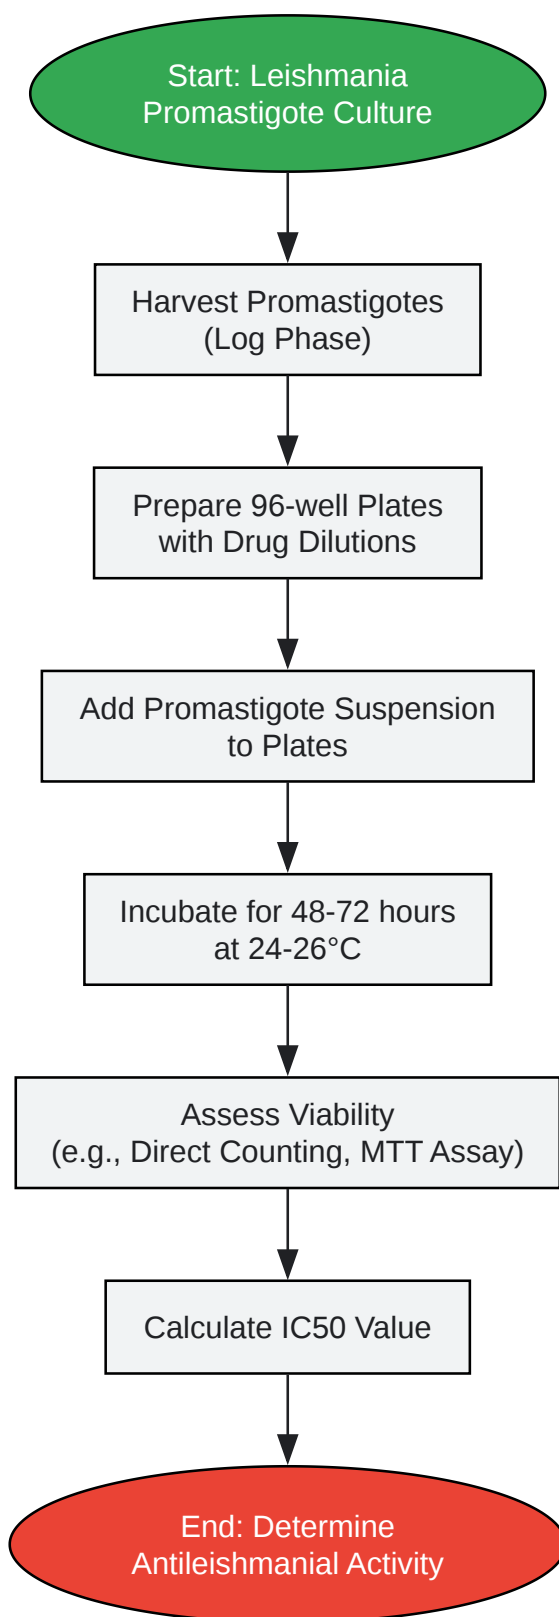 Start: Leishmania
Promastigote Culture
Harvest Promastigotes
(Log Phase)
Prepare 96-well Plates
with Drug Dilutions
Add Promastigote Suspension
to Plates
Incubate for 48-72 hours
at 24-26°C
Assess Viability
(e.g., Direct Counting, MTT Assay)
Calculate IC50 Value
End: Determine
Antileishmanial Activity